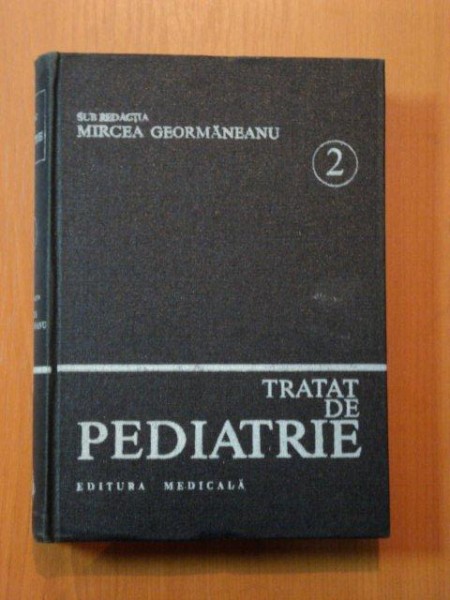 SUB REDACȚIA
MIRCEA GEORMĂNEANU
2
TRATAT
DE
PEDIATRIE
EDITURA MEDICALĂ